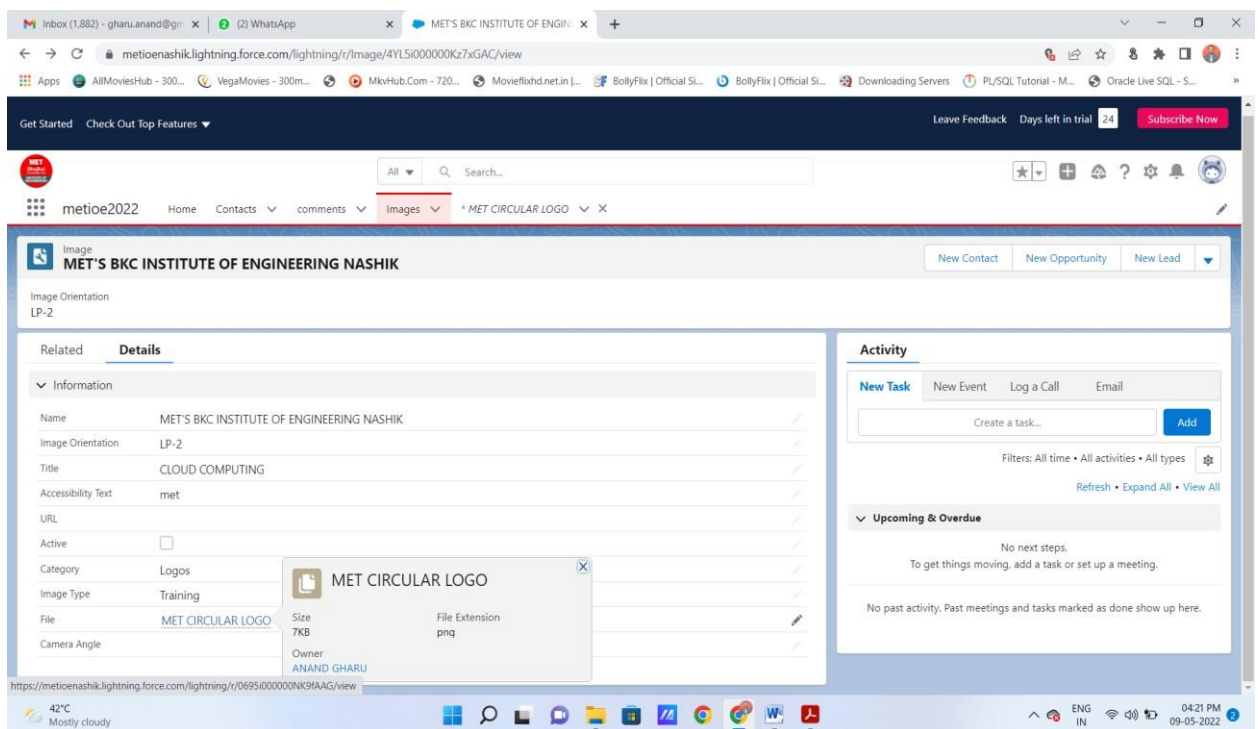 Inbox (1,882) - gharu.anand@gm
(2) WhatsApp
MET'S BKC INSTITUTE OF ENGIN
metioenashik.lightning.force.com/lightning/r/Image/4YL5i000000Kz7xGAC/view
Apps AllMoviesHub - 300... VegaMovies - 300m... MkvHub.Com - 720... Movieflixhd.net.in |... BollyFlix | Official Si... BollyFlix | Official Si... Downloading Servers PL/SQL Tutorial - M... Oracle Live SQL - S... »
Get Started Check Out Top Features Leave Feedback Days left in trial 24 Subscribe Now
MET
All Search...
metioe2022 Home Contacts comments Images * MET CIRCULAR LOGO
Image
MET'S BKC INSTITUTE OF ENGINEERING NASHIK
New Contact New Opportunity New Lead
Image Orientation
LP-2
Related Details
Information
Name MET'S BKC INSTITUTE OF ENGINEERING NASHIK
Image Orientation LP-2
Title CLOUD COMPUTING
Accessibility Text met
URL
Active
Category Logos
Image Type Training
File MET CIRCULAR LOGO
Camera Angle
MET CIRCULAR LOGO
Size File Extension
7KB png
Owner
ANAND GHARU
Activity
New Task New Event Log a Call Email
Create a task... Add
Filters: All time • All activities • All types
Refresh • Expand All • View All
Upcoming & Overdue
No next steps.
To get things moving, add a task or set up a meeting.
No past activity. Past meetings and tasks marked as done show up here.
https://metioenashik.lightning.force.com/lightning/r/0695i000000NK9fAAG/view
42°C
Mostly cloudy
ENG
IN
04:21 PM
09-05-2022
2